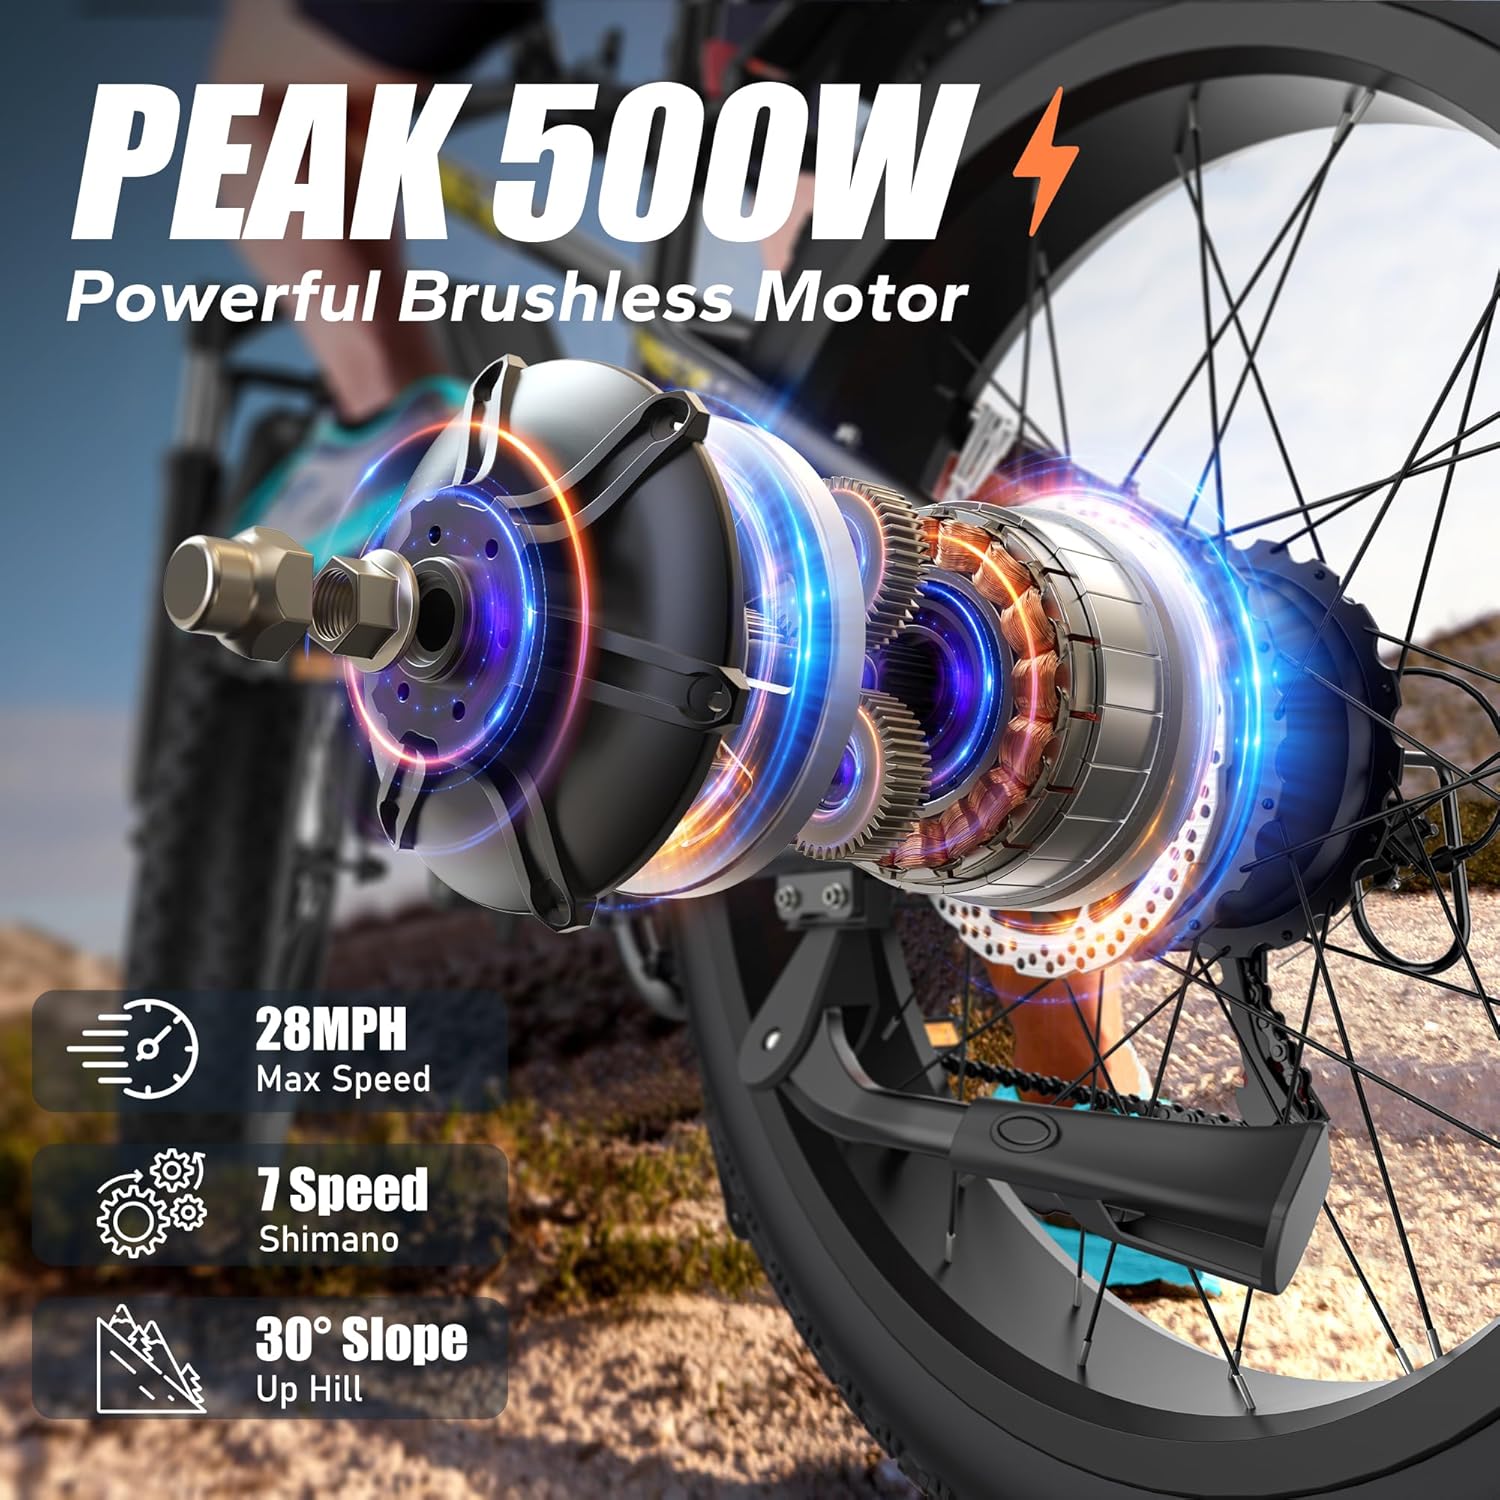 PEAK 500W
Powerful Brushless Motor
28MPH
Max Speed
7 Speed
Shimano
30° Slope
Up Hill